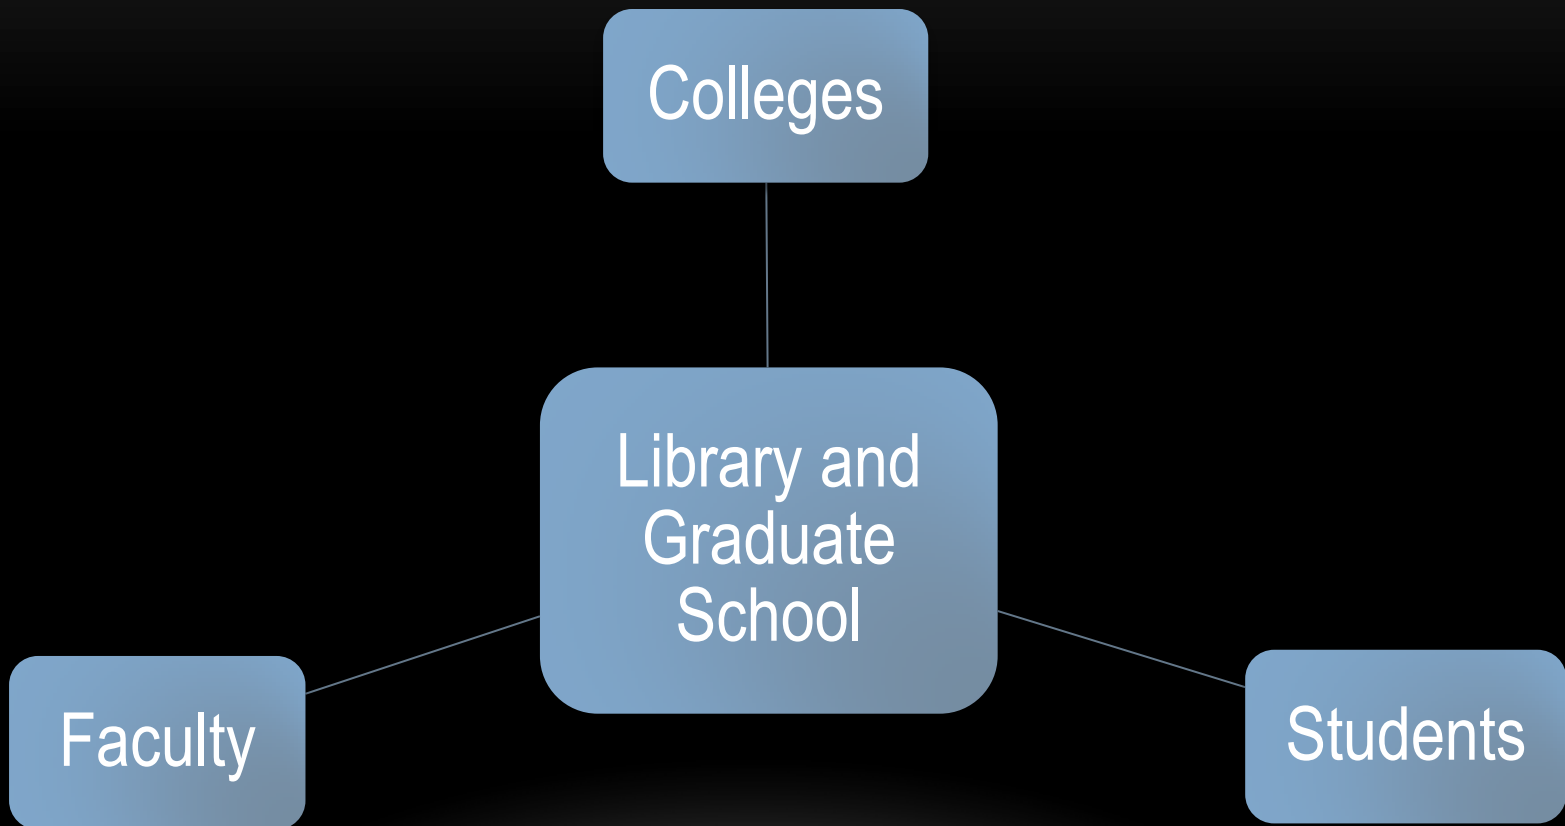 Colleges
Library and
Graduate
School
Faculty
Students